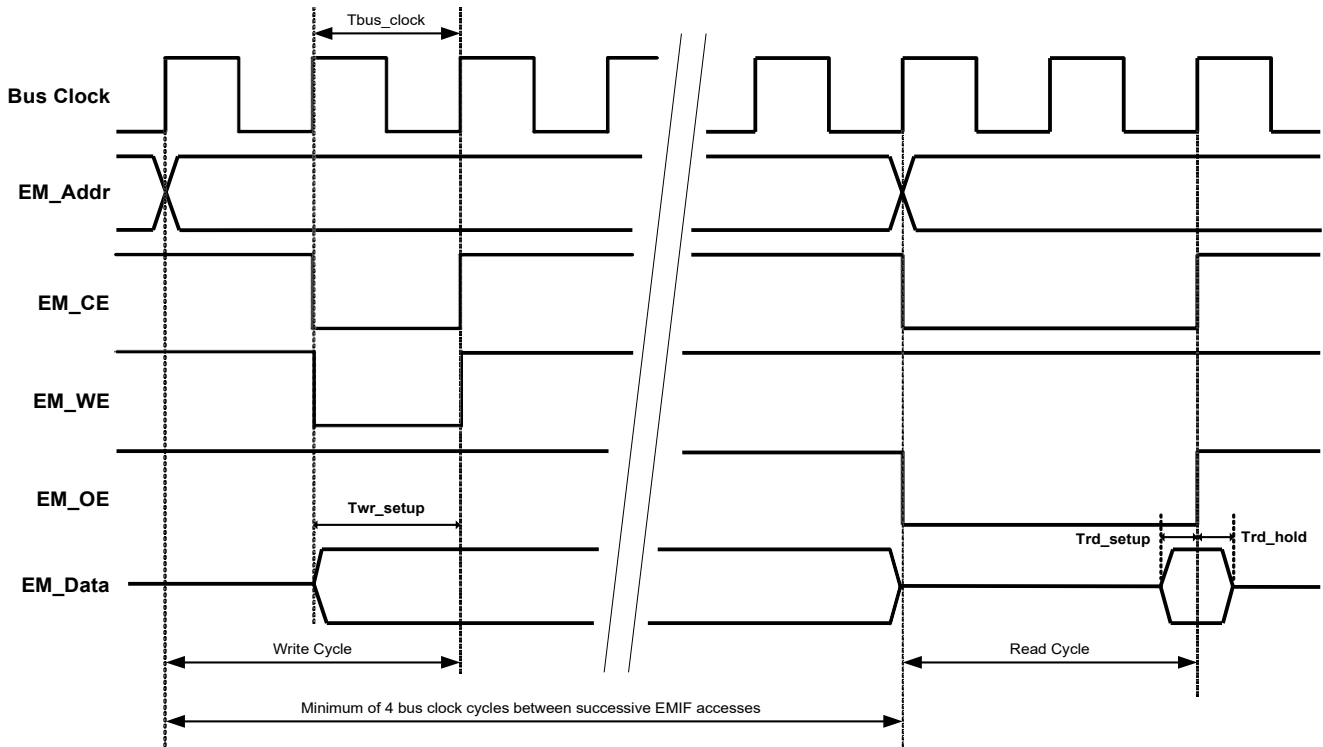 Tbus_clock
Bus Clock
EM_Addr
EM_CE
EM_WE
EM_OE
Twr_setup
Trd_setup
Trd_hold
EM_Data
Write Cycle
Read Cycle
Minimum of 4 bus clock cycles between successive EMIF accesses